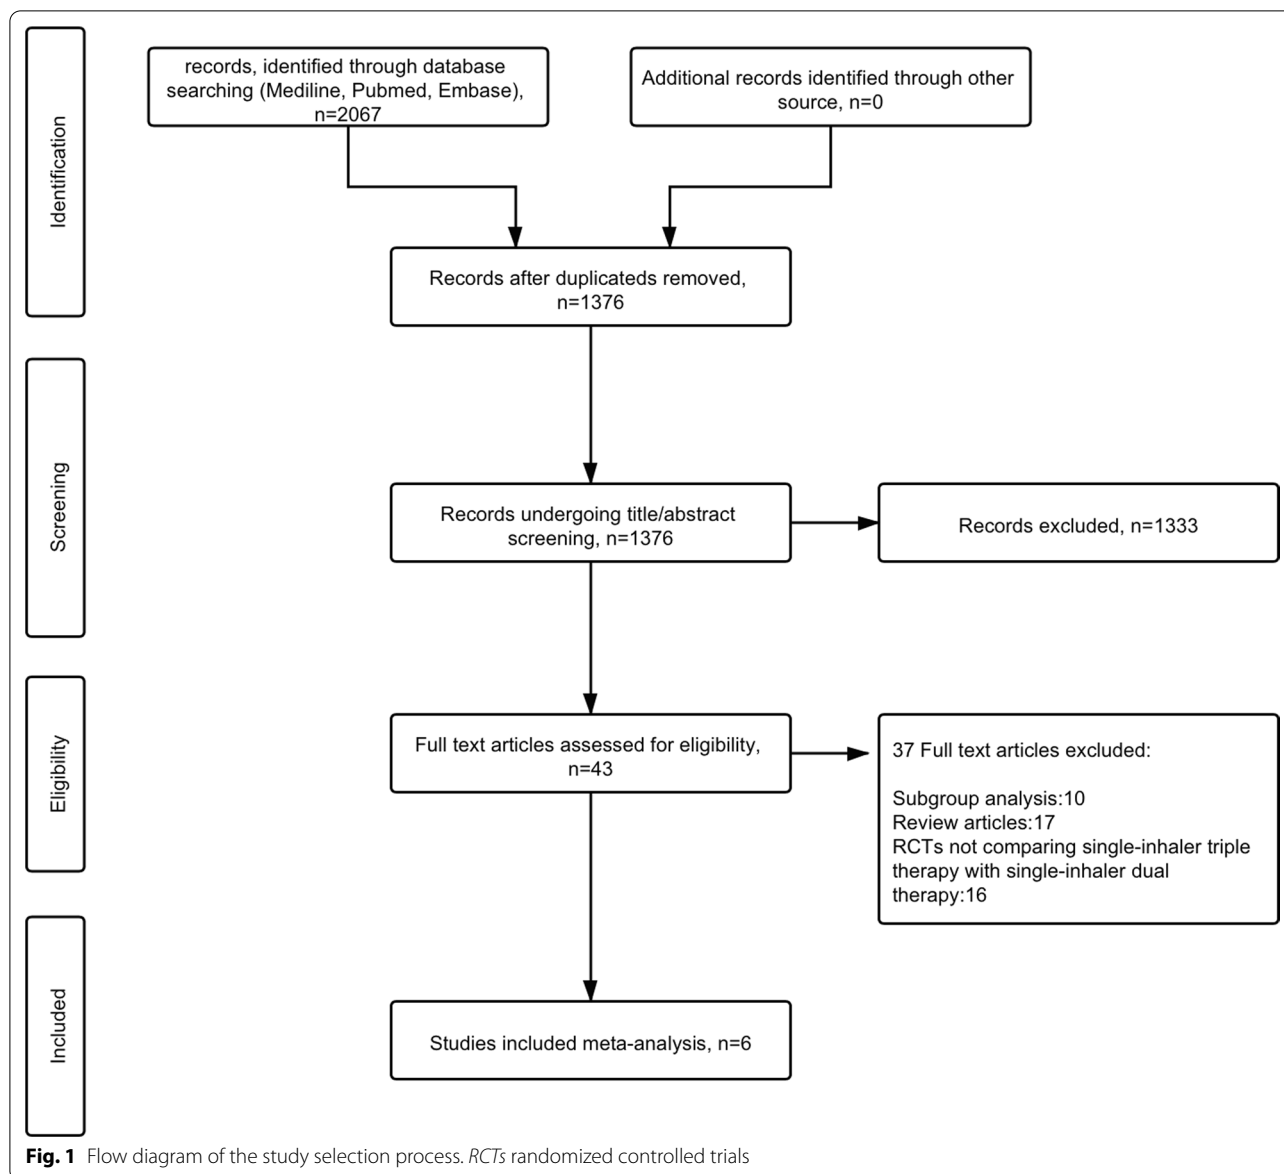 Identification
records, identified through database
searching (Mediline, Pubmed, Embase),
n=2067
Additional records identified through other
source, n=0
Records after duplicateds removed,
n=1376
Screening
Records undergoing title/abstract
screening, n=1376
Records excluded, n=1333
Eligibility
Full text articles assessed for eligibility,
n=43
37 Full text articles excluded:
Subgroup analysis:10
Review articles:17
RCTs not comparing single-inhaler triple
therapy with single-inhaler dual
therapy:16
Included
Studies included meta-analysis, n=6
Fig. 1 Flow diagram of the study selection process. RCTs randomized controlled trials